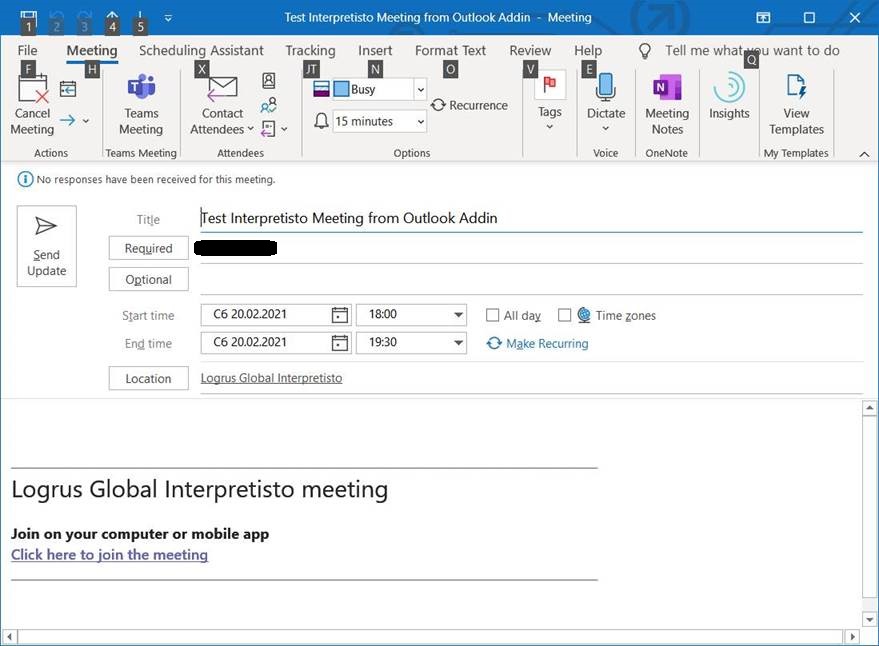 1 2 3 4 5
Test Interpretisto Meeting from Outlook Addin - Meeting
File Meeting Scheduling Assistant Tracking Insert Format Text Review Help Tell me what you want to do
F H X JT N O V E Q
Cancel Meeting
Teams Meeting
Contact Attendees
Busy
15 minutes
Recurrence
Tags
Dictate
Meeting Notes
Insights
View Templates
Actions Teams Meeting Attendees Options Voice OneNote My Templates
No responses have been received for this meeting.
Send Update
Title Test Interpretisto Meeting from Outlook Addin
Required
Optional
Start time Сб 20.02.2021 18:00 All day Time zones
End time Сб 20.02.2021 19:30 Make Recurring
Location Logrus Global Interpretisto
Logrus Global Interpretisto meeting
Join on your computer or mobile app
Click here to join the meeting